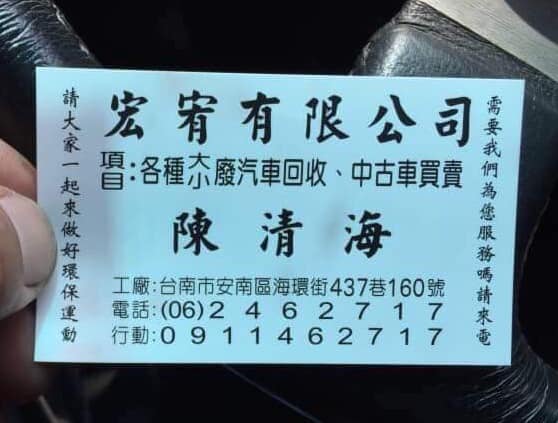 宏宥有限公司
項目：各種大小廢汽車回收、中古車買賣
陳清海
工廠：台南市安南區海環街437巷160號
電話：(06)2462717
行動：0911462717
請大家一起來做好環保運動
需要我們為您服務嗎請來電